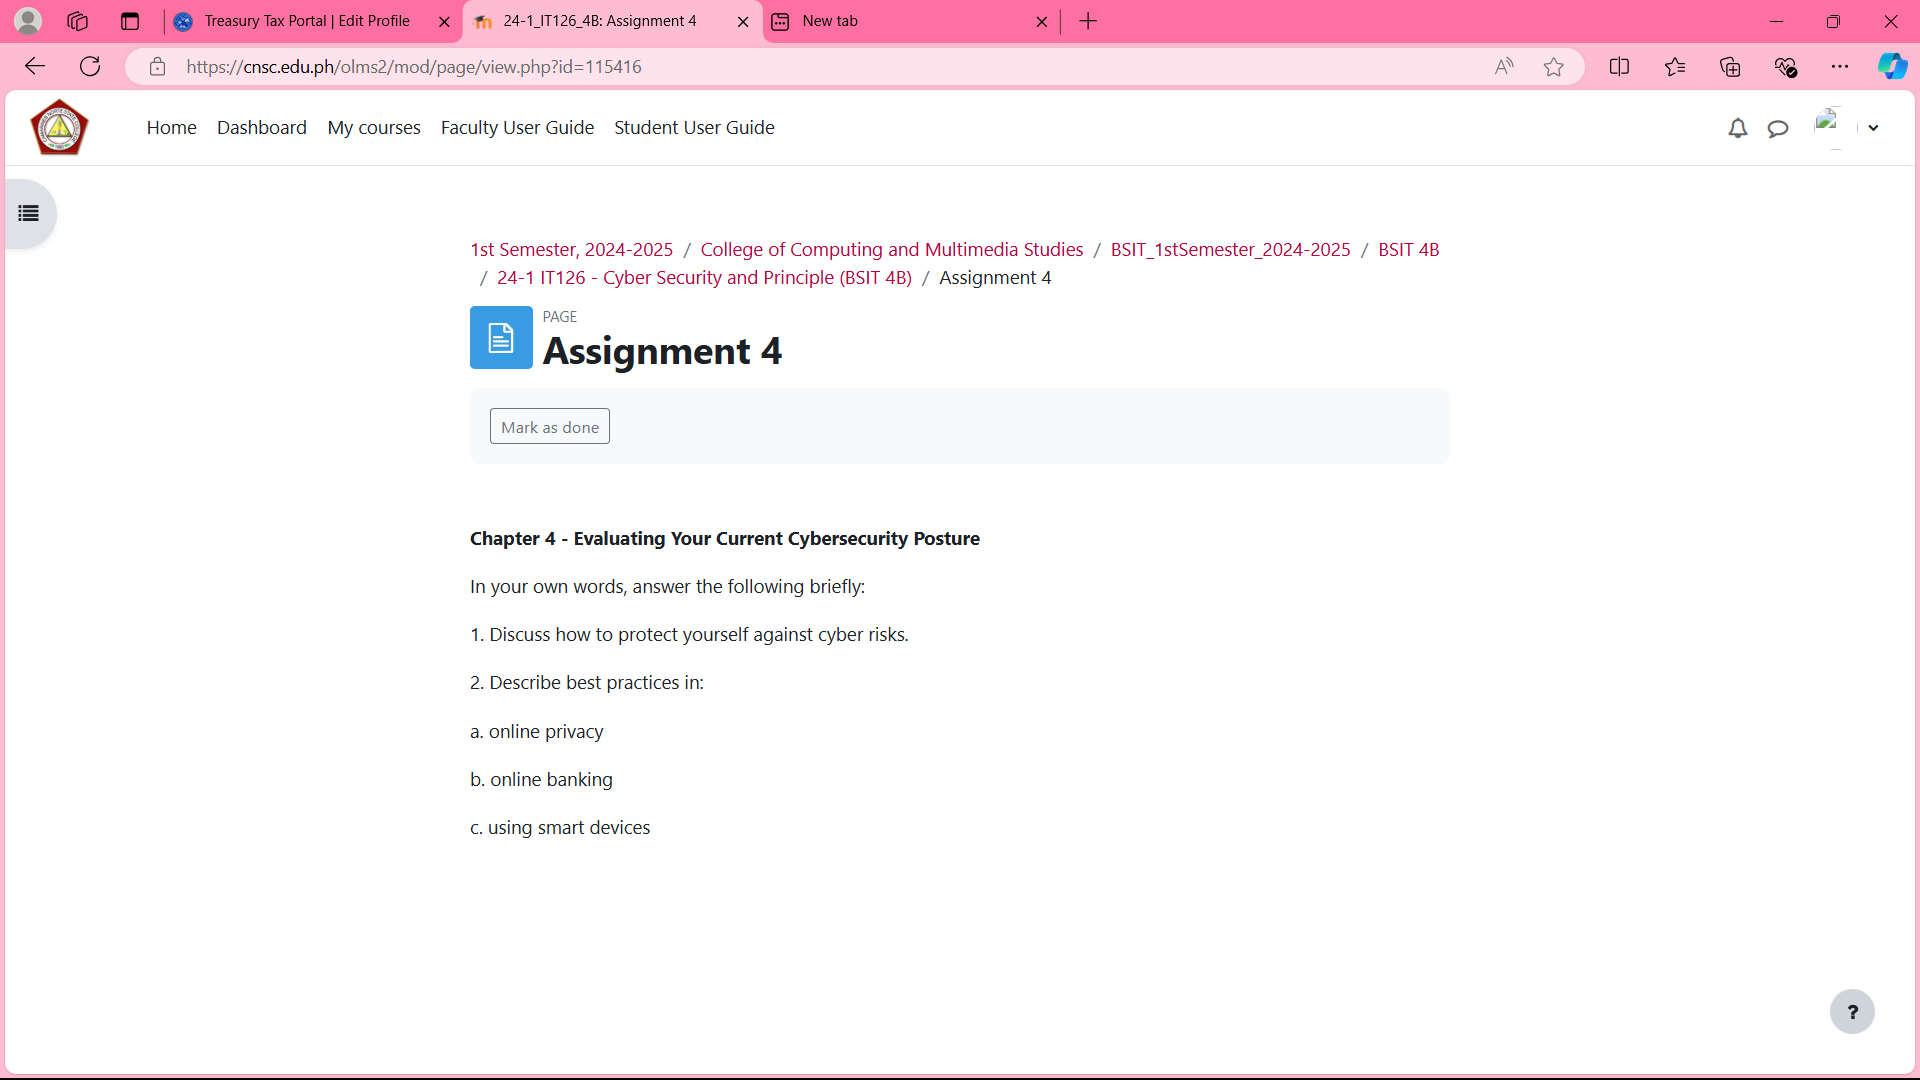 Treasury Tax Portal | Edit Profile
24-1_IT126_4B: Assignment 4
New tab
https://cnsc.edu.ph/olms2/mod/page/view.php?id=115416
Home Dashboard My courses Faculty User Guide Student User Guide
1st Semester, 2024-2025 / College of Computing and Multimedia Studies / BSIT_1stSemester_2024-2025 / BSIT 4B
/ 24-1 IT126 - Cyber Security and Principle (BSIT 4B) / Assignment 4
PAGE
Assignment 4
Mark as done
Chapter 4 - Evaluating Your Current Cybersecurity Posture
In your own words, answer the following briefly:
1. Discuss how to protect yourself against cyber risks.
2. Describe best practices in:
a. online privacy
b. online banking
c. using smart devices
?